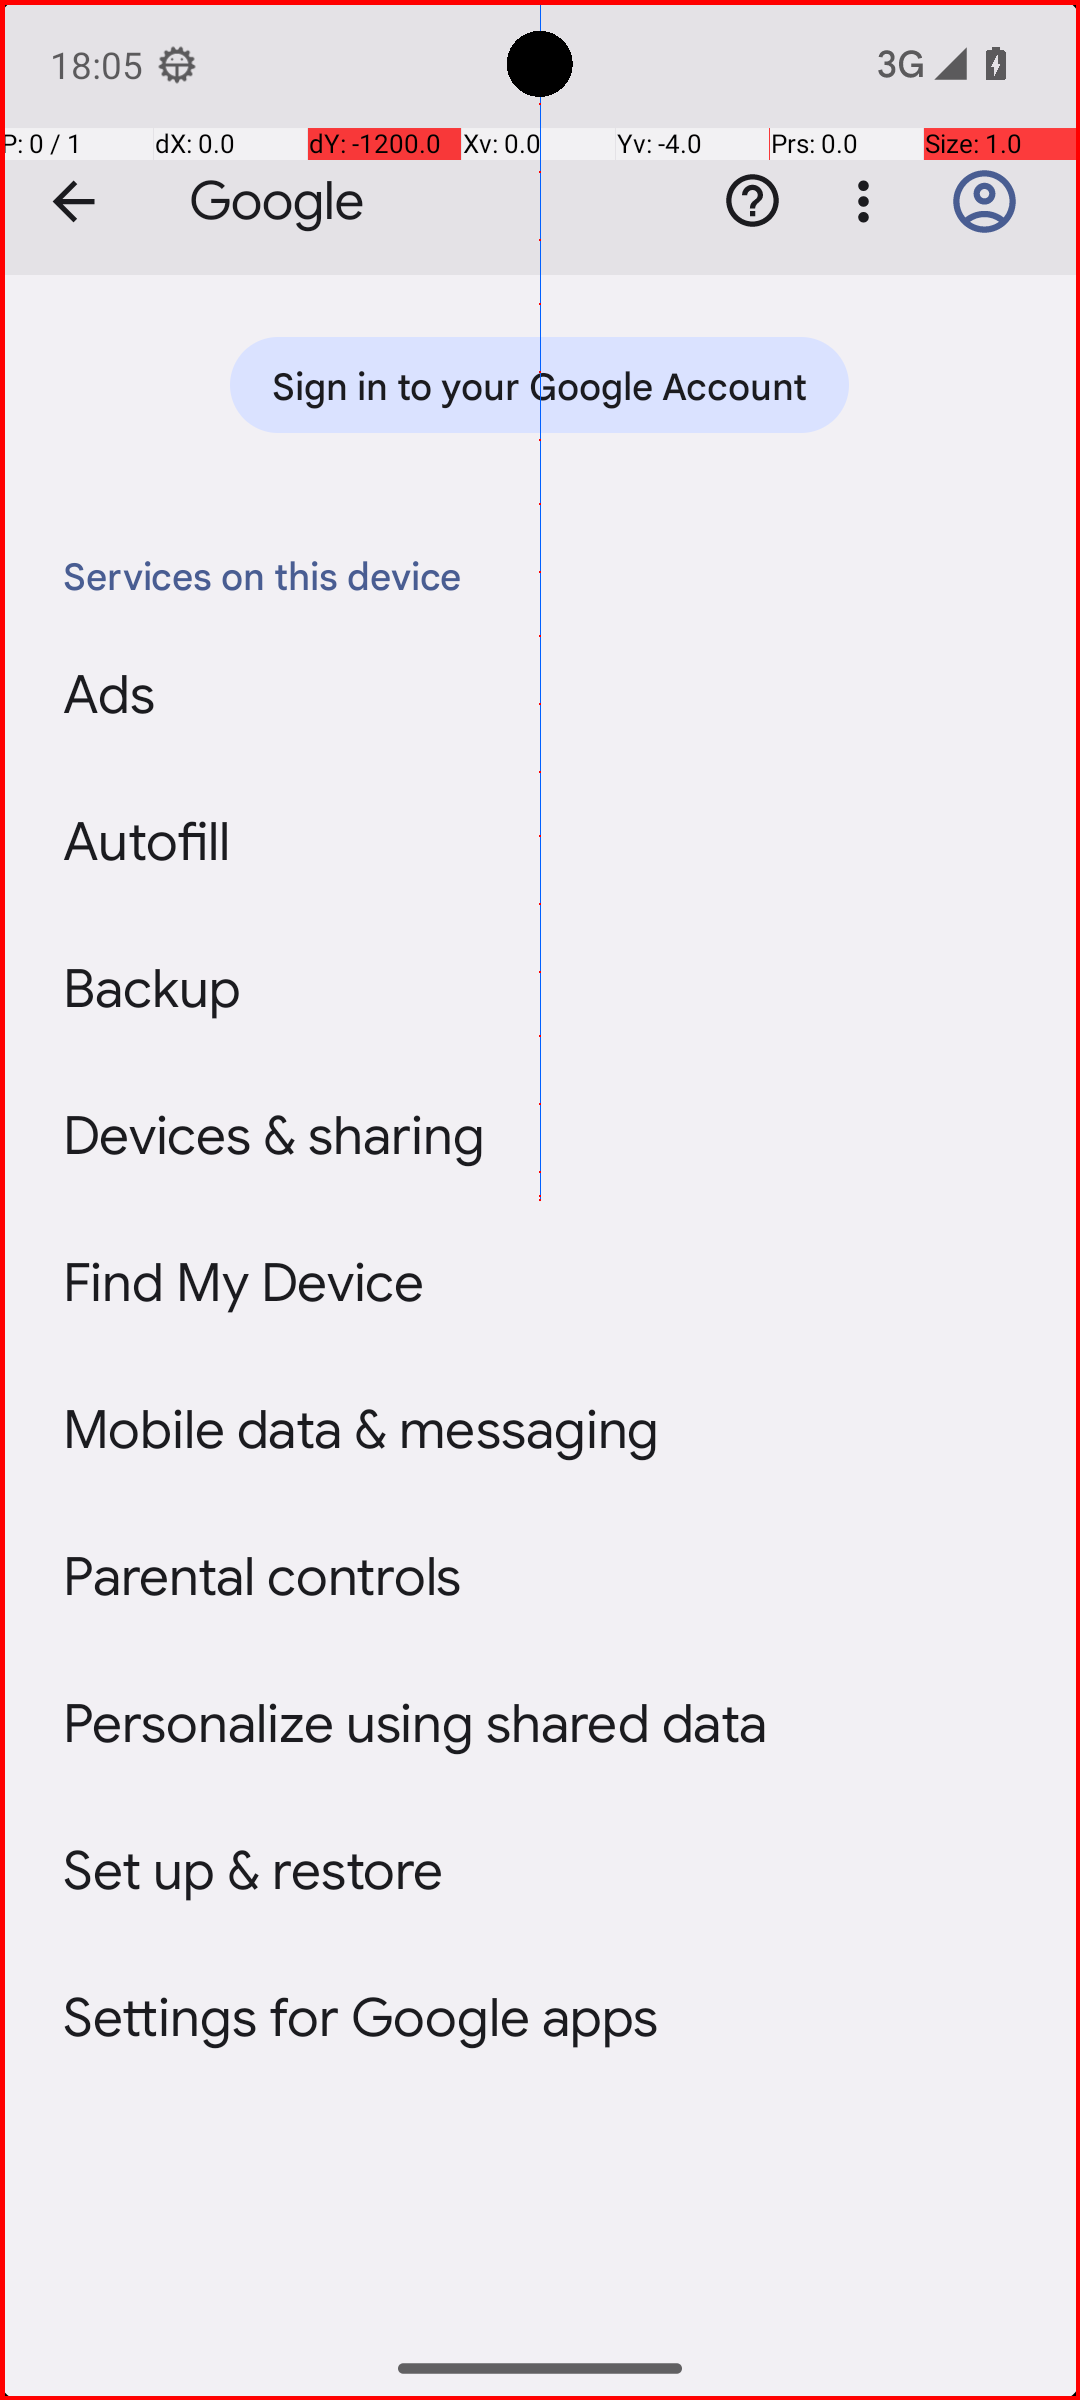 18:05
3G
P: 0 / 1 dX: 0.0 dY: -1200.0 Xv: 0.0 Yv: -4.0 Prs: 0.0 Size: 1.0
Google
Sign in to your Google Account
Services on this device
Ads
Autofill
Backup
Devices & sharing
Find My Device
Mobile data & messaging
Parental controls
Personalize using shared data
Set up & restore
Settings for Google apps